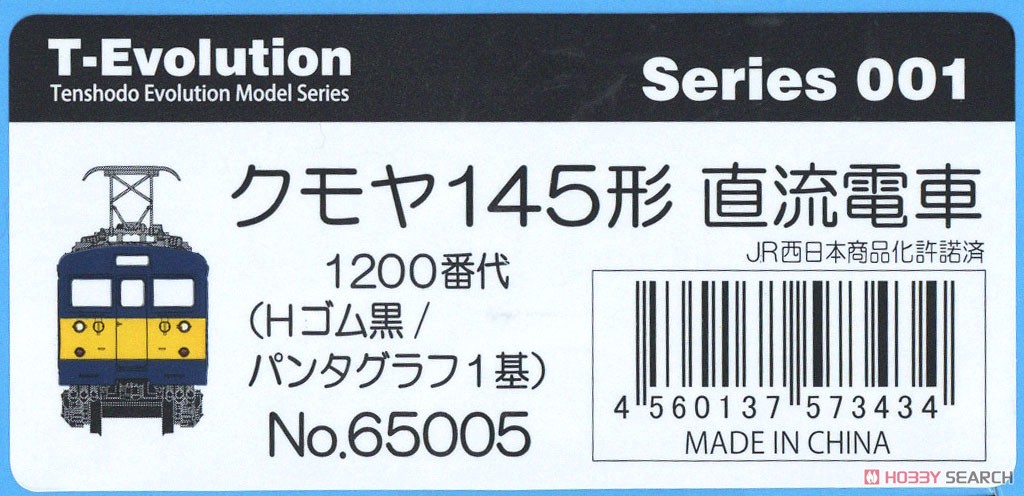 T-Evolution
Tenshodo Evolution Model Series
Series 001
クモヤ145形 直流電車
JR西日本商品化許諾済
1200番代
(Hゴム黒 /
パンタグラフ1基)
No.65005
4 560137 573434
MADE IN CHINA
HOBBY SEARCH